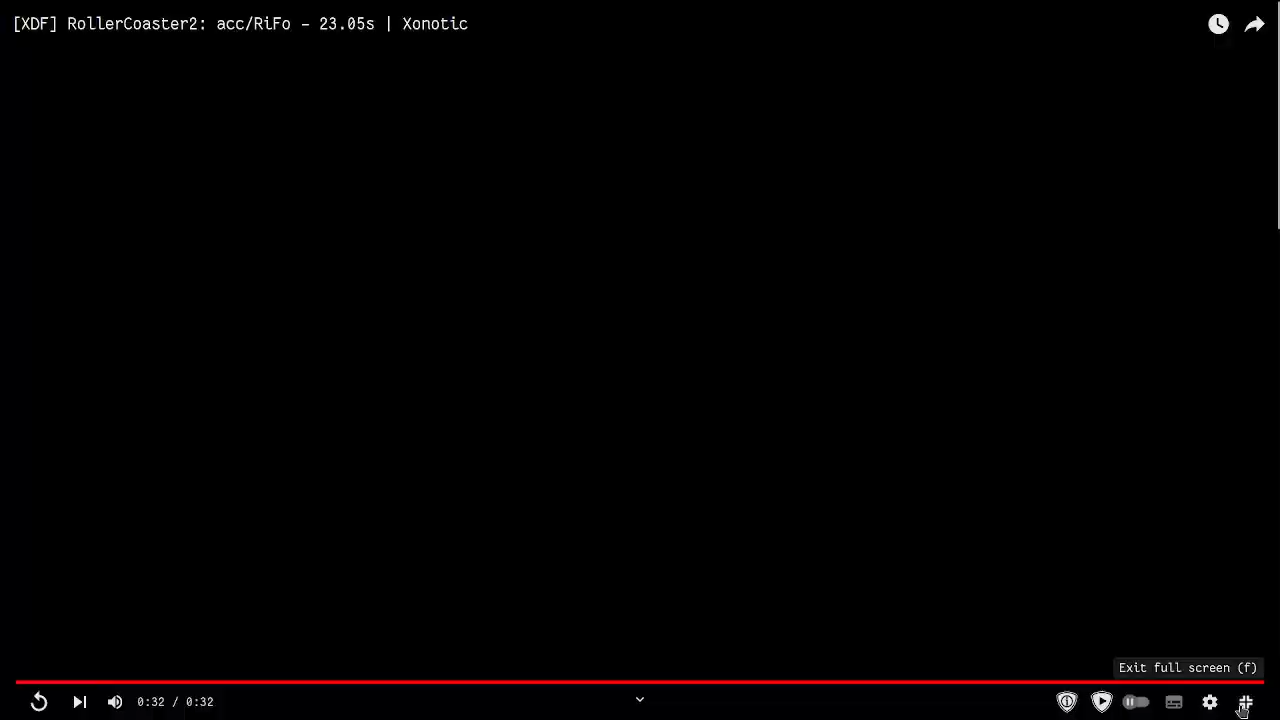 [XDF] RollerCoaster2: acc/RiFo – 23.05s | Xonotic
Exit full screen (f)
0:32 / 0:32